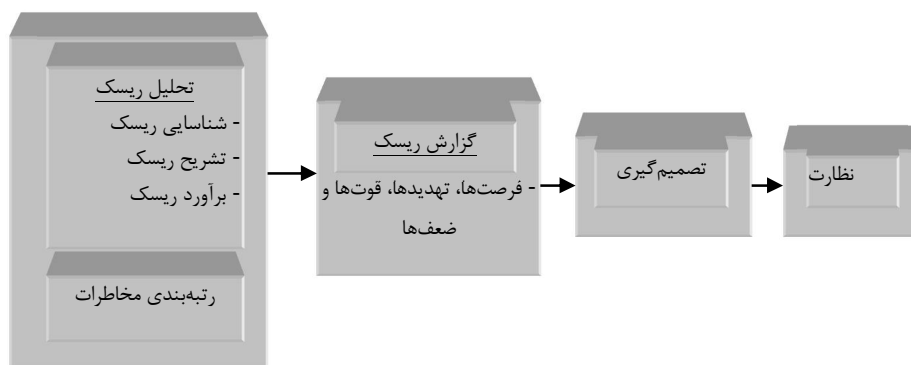 تحلیل ریسک
- شناسایی ریسک
- تشریح ریسک
- برآورد ریسک
رتبه‌بندی مخاطرات
گزارش ریسک
- فرصت‌ها، تهدیدها، قوت‌ها و
ضعف‌ها
تصمیم‌گیری
نظارت